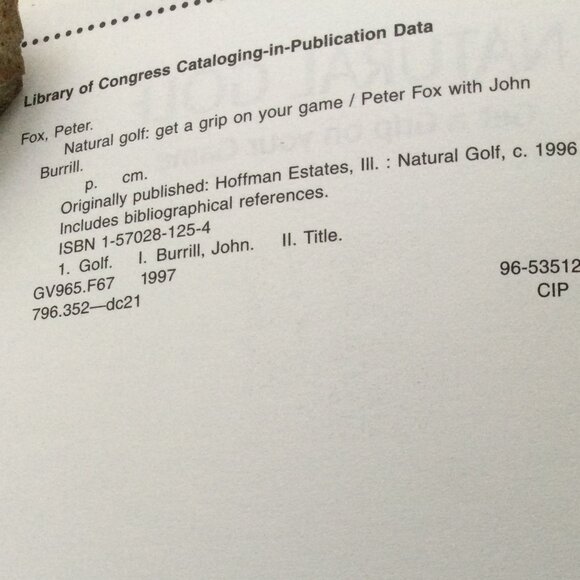 Library of Congress Cataloging-in-Publication Data
Fox, Peter.
Natural golf: get a grip on your game / Peter Fox with John
Burrill.
p. cm.
Originally published: Hoffman Estates, Ill. : Natural Golf, c. 1996
Includes bibliographical references.
ISBN 1-57028-125-4
1. Golf. I. Burrill, John. II. Title.
GV965.F67 1997
796.352—dc21
96-53512
CIP